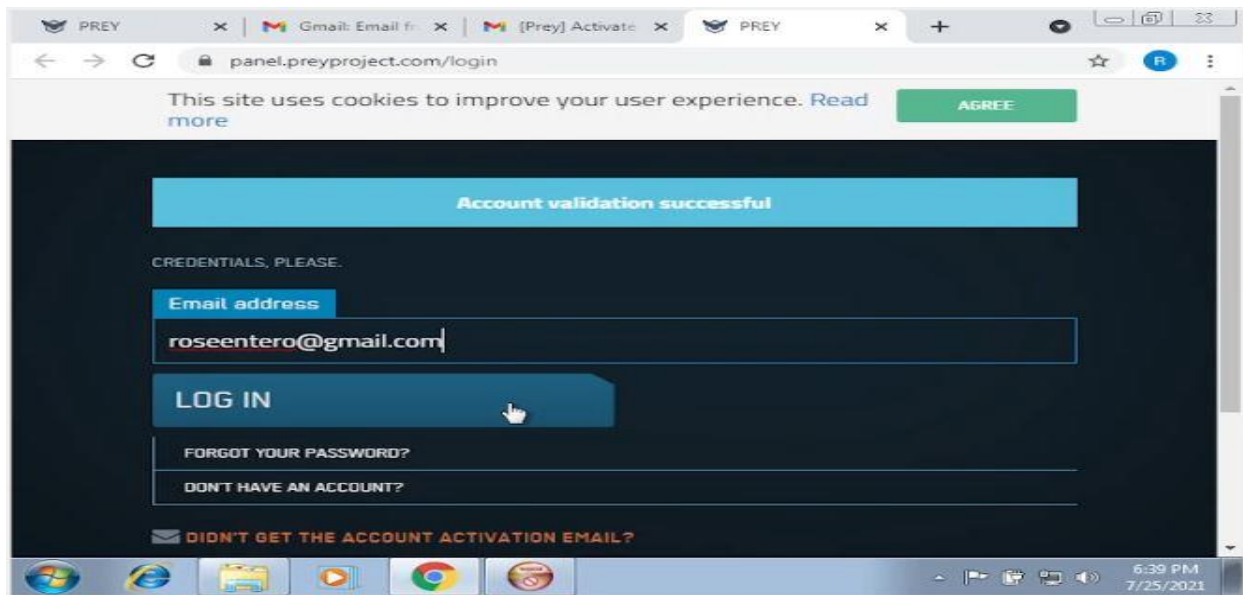 PREY
Gmail: Email fr
[Prey] Activate
PREY
panel.preyproject.com/login
R
This site uses cookies to improve your user experience. Read
more
AGREE
Account validation successful
CREDENTIALS, PLEASE.
Email address
roseentero@gmail.com
LOG IN
FORGOT YOUR PASSWORD?
DON'T HAVE AN ACCOUNT?
DIDN'T GET THE ACCOUNT ACTIVATION EMAIL?
6:39 PM
7/25/2021